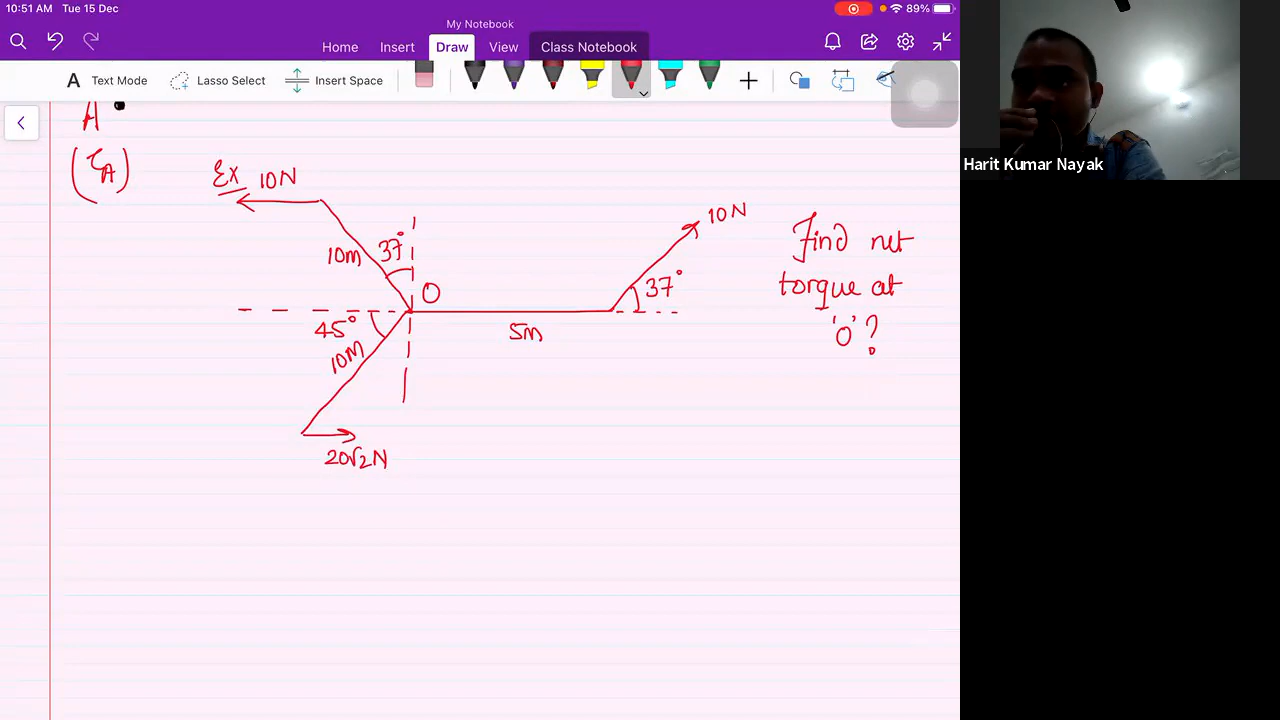 10:51 AM Tue 15 Dec
89%
My Notebook
Home Insert Draw View Class Notebook
A Text Mode Lasso Select Insert Space
A
(τA)
Ex 10N
10m 37°
O
45°
10M
20√2N
5m
37°
10N
Find net
torque at
'O'?
Harit Kumar Nayak